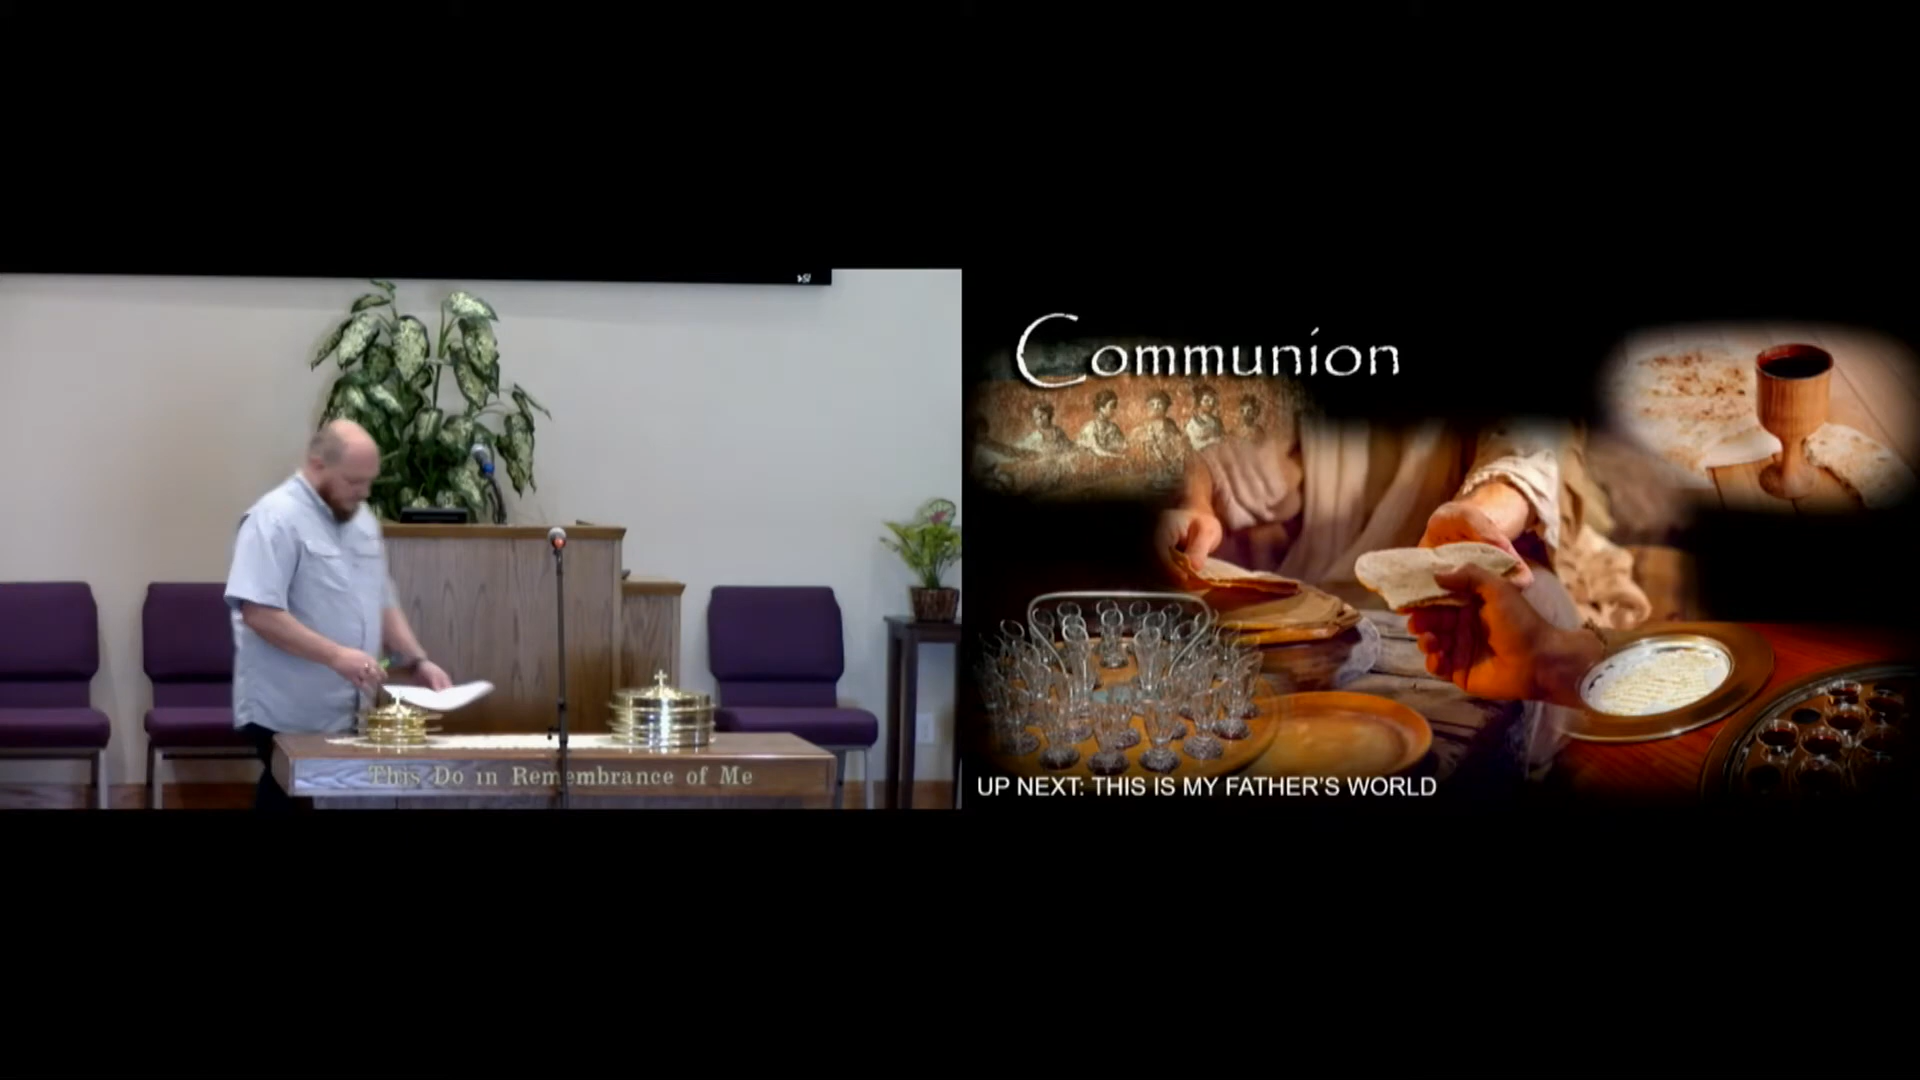 This Do in Remembrance of Me
Communion
UP NEXT: THIS IS MY FATHER'S WORLD